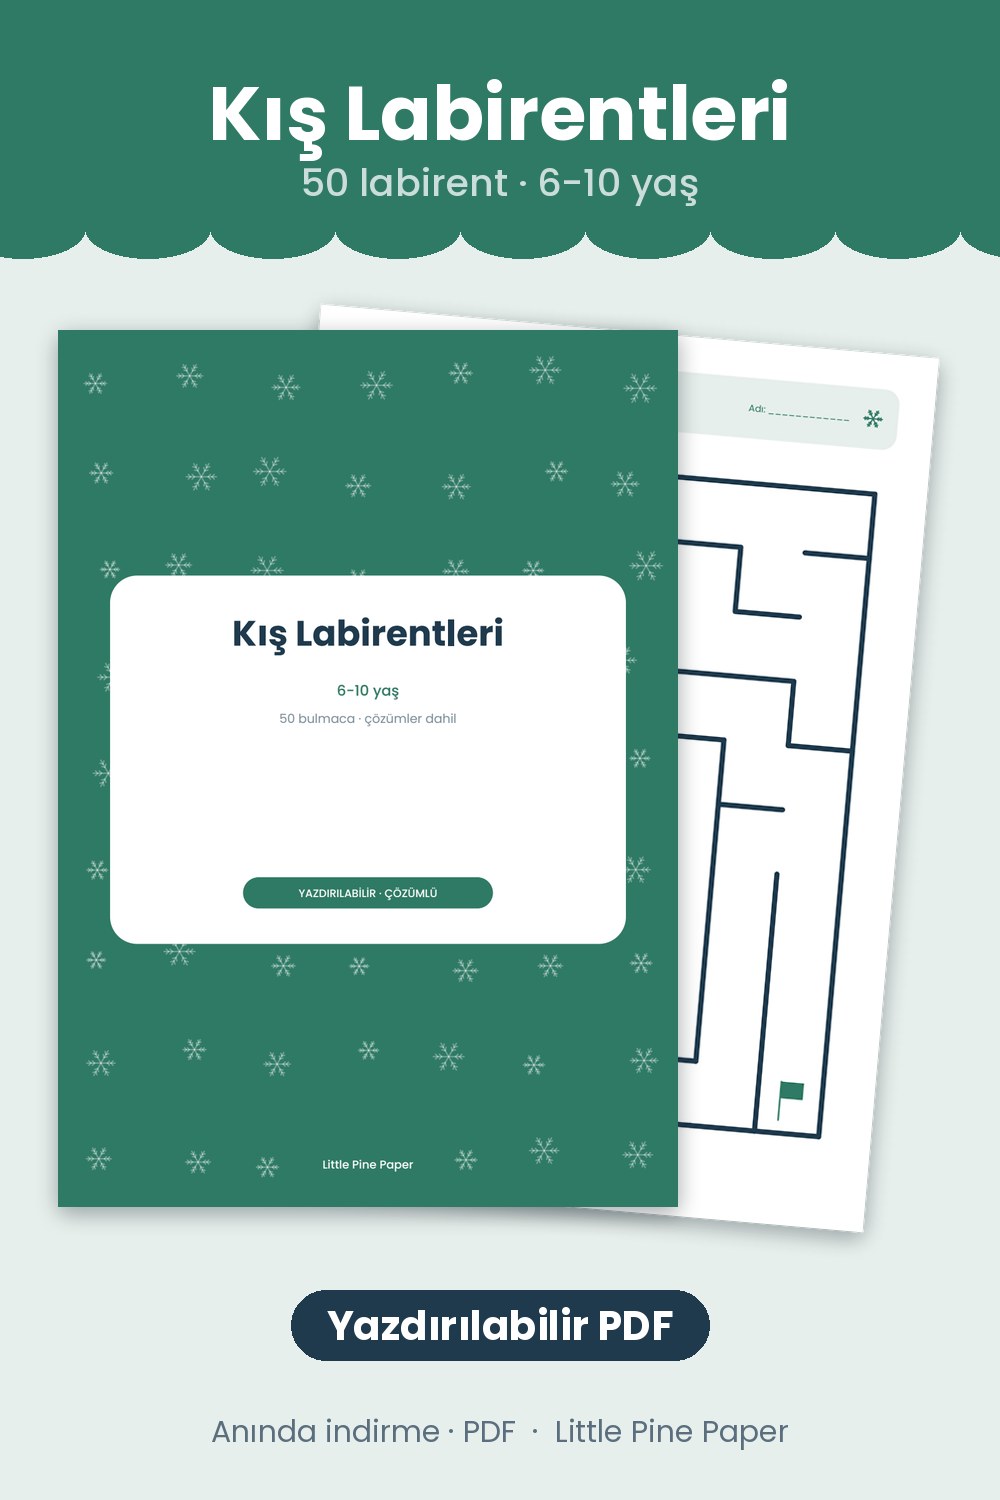 Kış Labirentleri
50 labirent · 6-10 yaş
Adı: ____________
Kış Labirentleri
6-10 yaş
50 bulmaca · çözümler dahil
YAZDIRILABİLİR · ÇÖZÜMLÜ
Little Pine Paper
Yazdırılabilir PDF
Anında indirme · PDF · Little Pine Paper